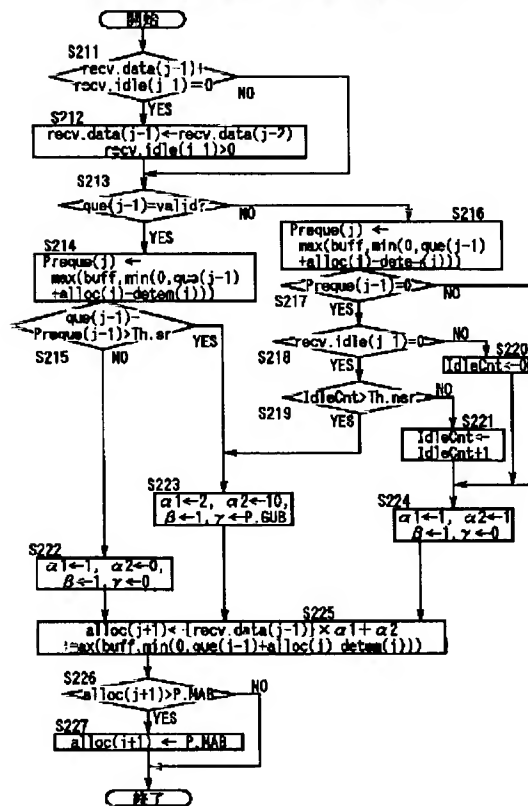 開始
S211
recv.data(j-1)+
recv.idle(j-1)=0
NO
YES
S212
recv.data(j-1)←recv.data(j-2)
recv.idle(j-1)>0
S213
que(j-1)=valid?
NO
YES
S214
Preque(j) ←
max(buff,min(0,que(j-1)
+alloc(j)-detem(j)))
S216
Preque(j) ←
max(buff,min(0,que(j-1)
+alloc(j)-detem(j)))
que(j-1)-
Preque(j-1)>Th.sr
YES
S215
NO
S217
Preque(j-1)=0
NO
YES
S218
recv.idle(j-1)=0
NO
YES
S220
IdleCnt←0
S219
IdleCnt>Th.nsr
NO
YES
S221
IdleCnt←
IdleCnt+1
S223
α1←2, α2←10,
β←1, γ←P.GUB
S224
α1←1, α2←1
β←1, γ←0
S222
α1←1, α2←0,
β←1, γ←0
S225
alloc(j+1)← [recv.data(j-1)]×α1+α2
max(buff,min(0,que(j-1)+alloc(j)-detem(j)))
S226
alloc(j+1)>P.MAB
NO
YES
S227
alloc(j+1) ← P.MAB
終了